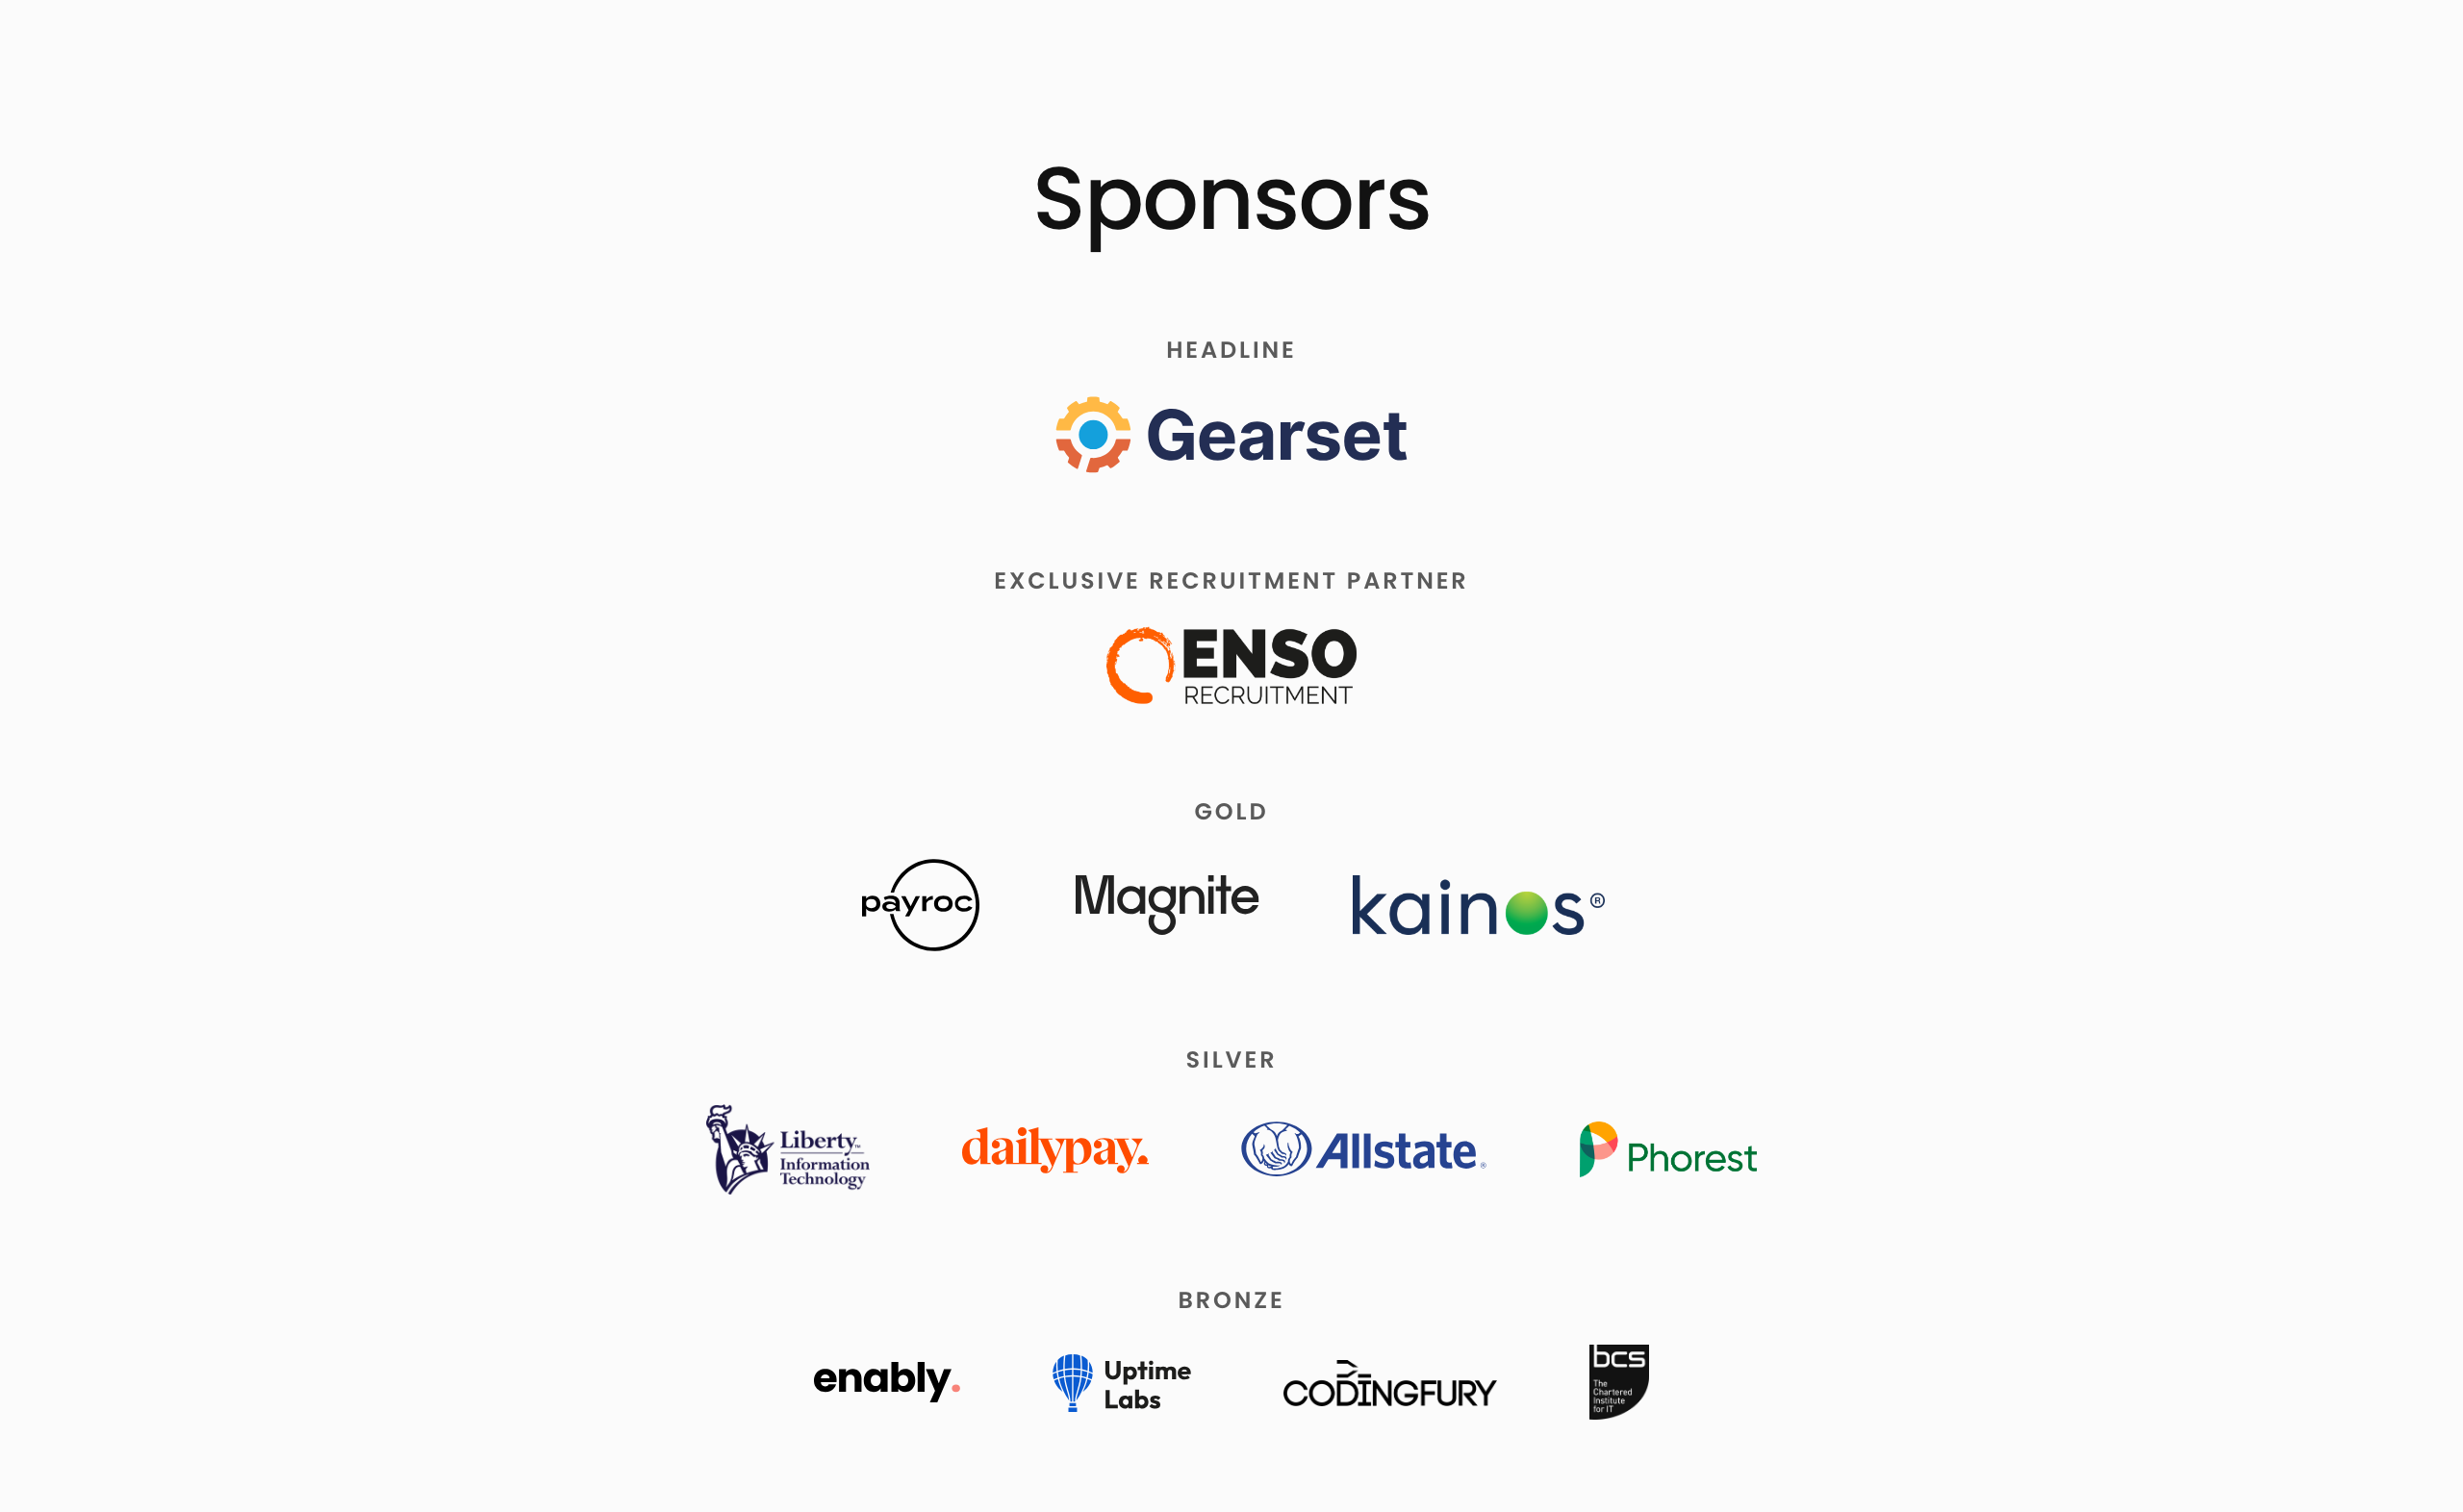 Sponsors
HEADLINE
Gearset
EXCLUSIVE RECRUITMENT PARTNER
ENSO
RECRUITMENT
GOLD
payroc
Magnite
kainos®
SILVER
Liberty™
Information
Technology
dailypay.
Allstate®
Phorest
BRONZE
enably.
Uptime
Labs
CODINGFURY
bcs
The
Chartered
Institute
for IT